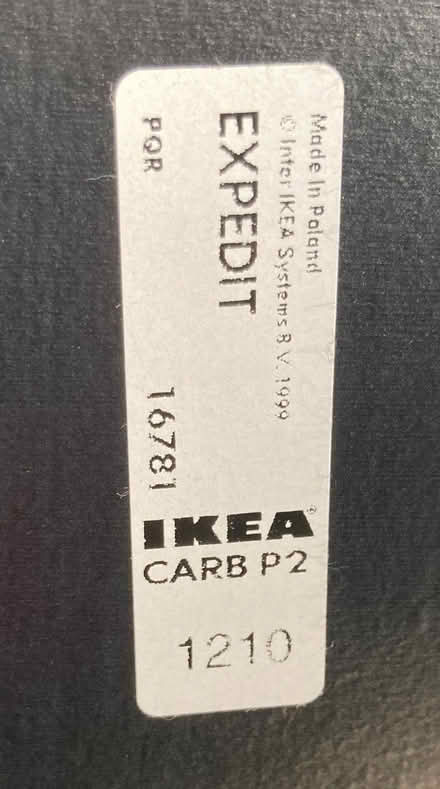 Made in Poland
© Inter IKEA Systems B.V. 1999
EXPEDIT
PQR 16781
IKEA®
CARB P2
1210